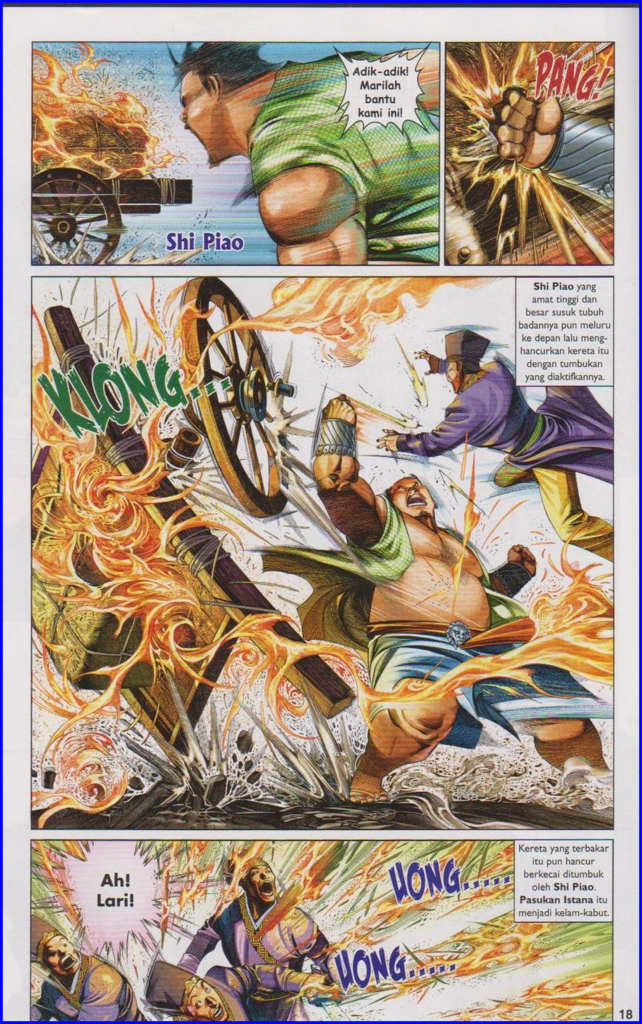 Adik-adik!
Marilah
bantu
kami ini!
PANG!
Shi Piao
Shi Piao yang
amat tinggi dan
besar susuk tubuh
badannya pun meluru
ke depan lalu meng-
hancurkan kereta itu
dengan tumbukan
yang diaktifkannya.
KLONG....
Ah!
Lari!
UONG.....
Kereta yang terbakar
itu pun hancur
berkecai ditumbuk
oleh Shi Piao.
Pasukan Istana itu
menjadi kelam-kabut.
UONG.....
18